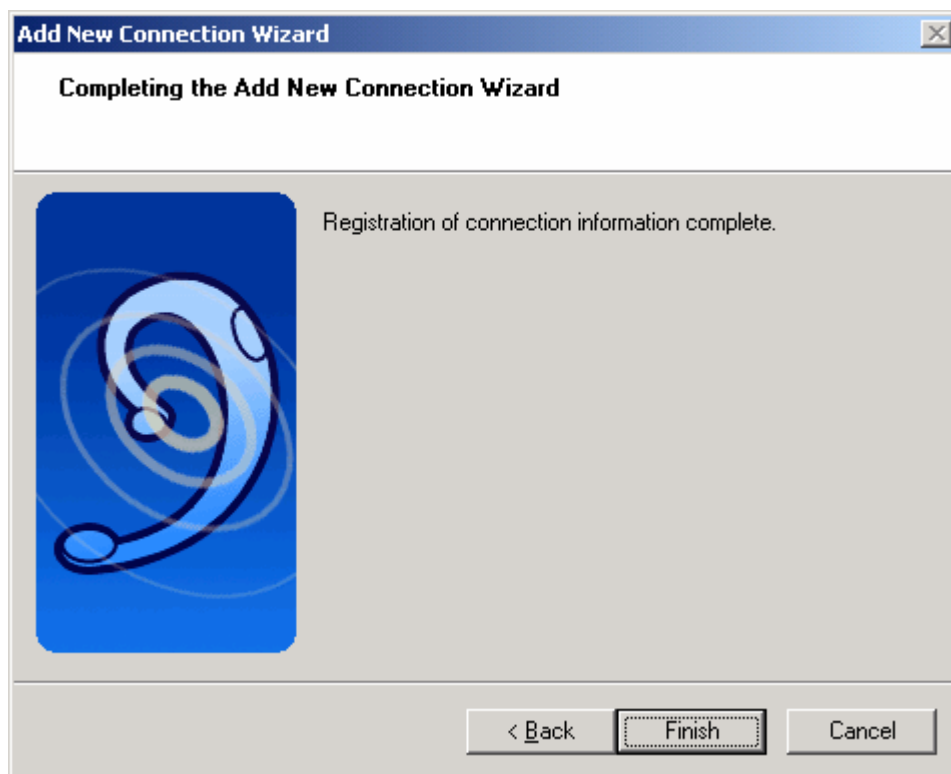 Add New Connection Wizard
Completing the Add New Connection Wizard
Registration of connection information complete.
< Back
Finish
Cancel